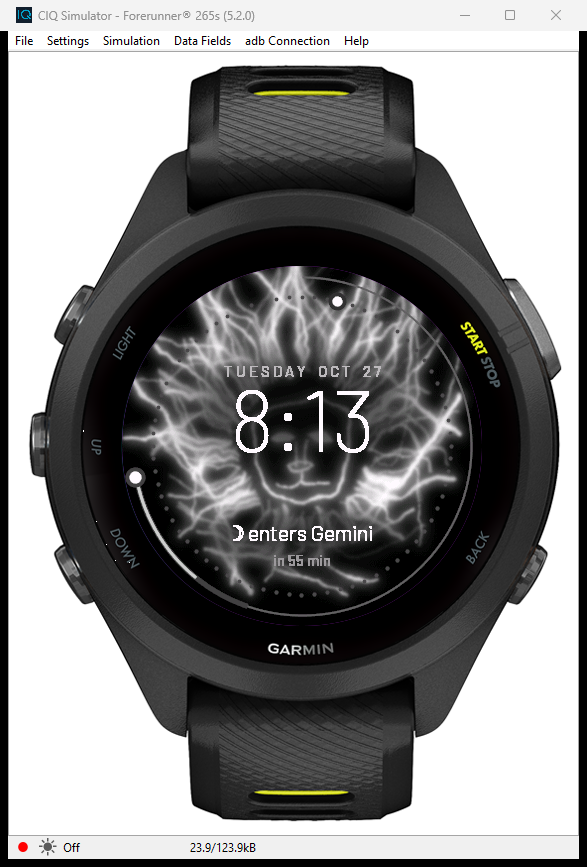 CIQ Simulator - Forerunner® 265s (5.2.0)
File Settings Simulation Data Fields adb Connection Help
START STOP
LIGHT
TUESDAY OCT 27
8:13
UP
enters Gemini
in 55 min
DOWN
BACK
GARMIN
Off 23.9/123.9kB